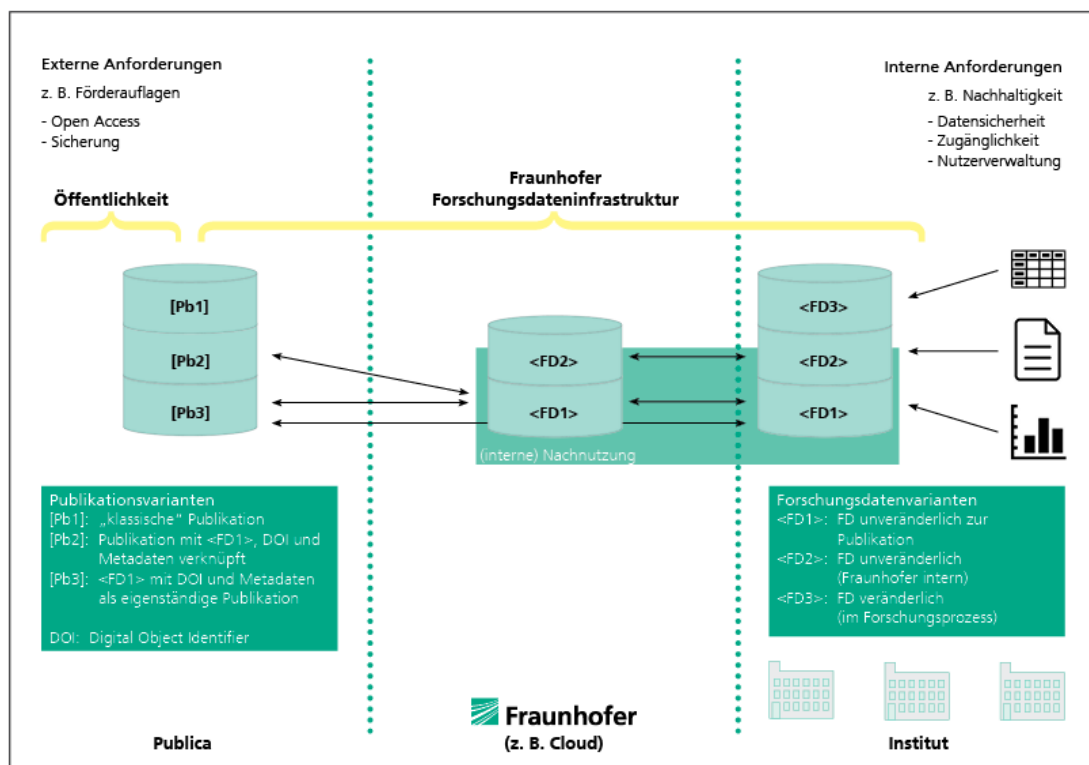 Externe Anforderungen
z. B. Förderauflagen
- Open Access
- Sicherung
Interne Anforderungen
z. B. Nachhaltigkeit
- Datensicherheit
- Zugänglichkeit
- Nutzerverwaltung
Öffentlichkeit
Fraunhofer
Forschungsdateninfrastruktur
[Pb1]
[Pb2]
[Pb3]
<FD2>
<FD1>
(interne) Nachnutzung
<FD3>
<FD2>
<FD1>
Publikationsvarianten
[Pb1]: „klassische“ Publikation
[Pb2]: Publikation mit <FD1>, DOI und
Metadaten verknüpft
[Pb3]: <FD1> mit DOI und Metadaten
als eigenständige Publikation
DOI: Digital Object Identifier
Forschungsdatenvarianten
<FD1>: FD unveränderlich zur
Publikation
<FD2>: FD unveränderlich
(Fraunhofer intern)
<FD3>: FD veränderlich
(im Forschungsprozess)
Publica
Fraunhofer
(z. B. Cloud)
Institut